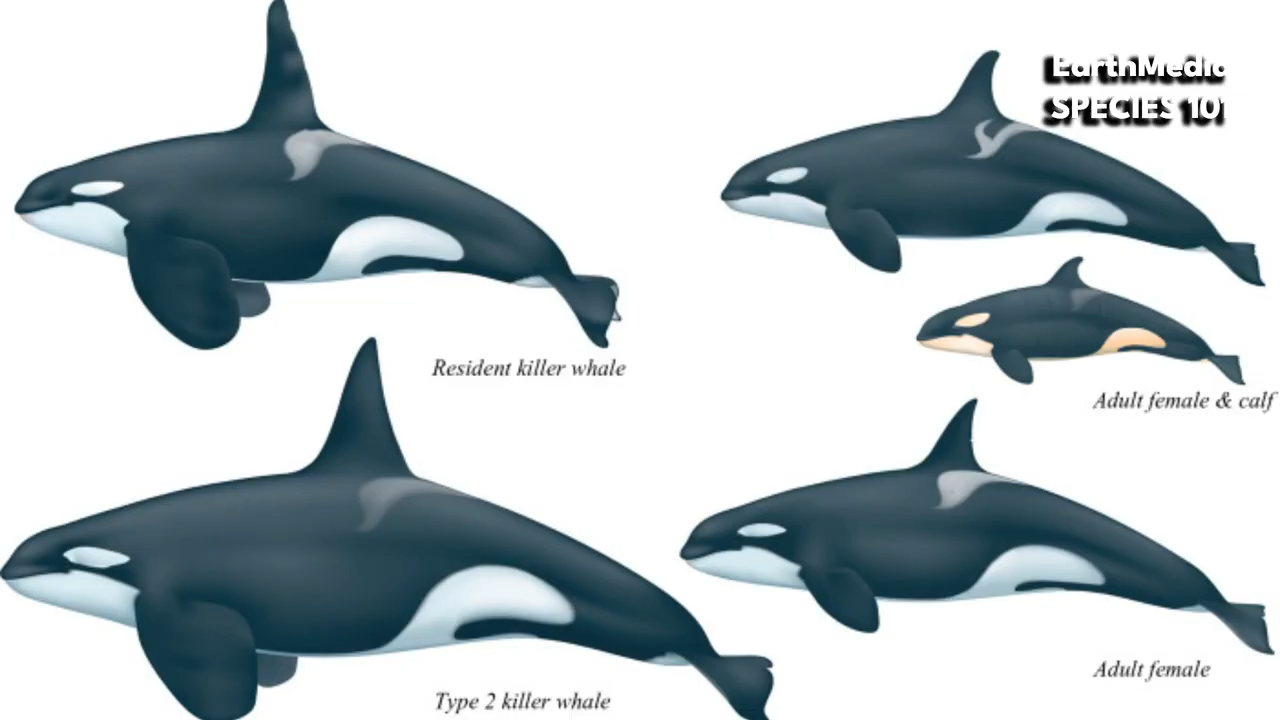 EarthMedia
SPECIES 101
Resident killer whale
Adult female & calf
Type 2 killer whale
Adult female